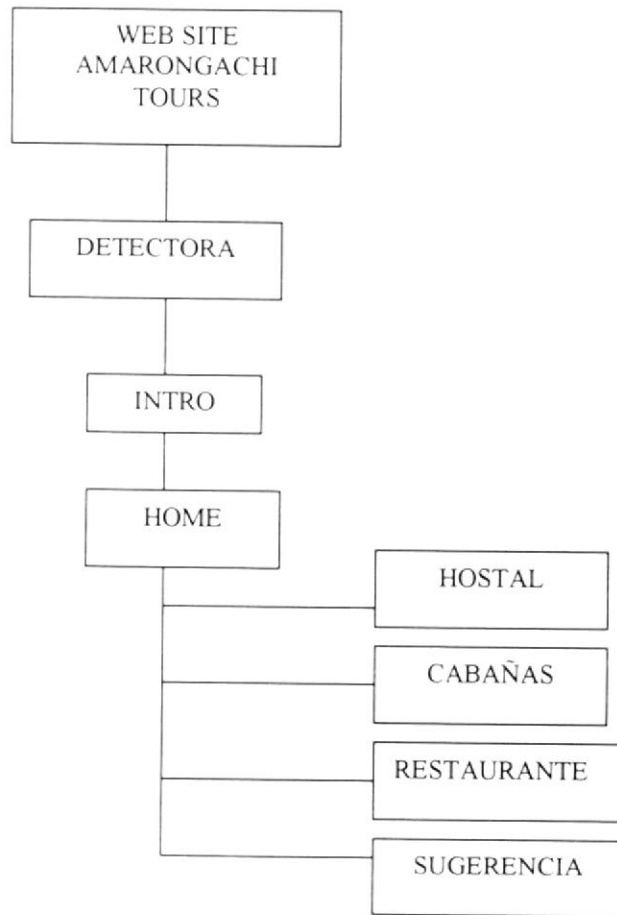 WEB SITE
AMARONGACHI
TOURS
DETECTORA
INTRO
HOME
HOSTAL
CABAÑAS
RESTAURANTE
SUGERENCIA